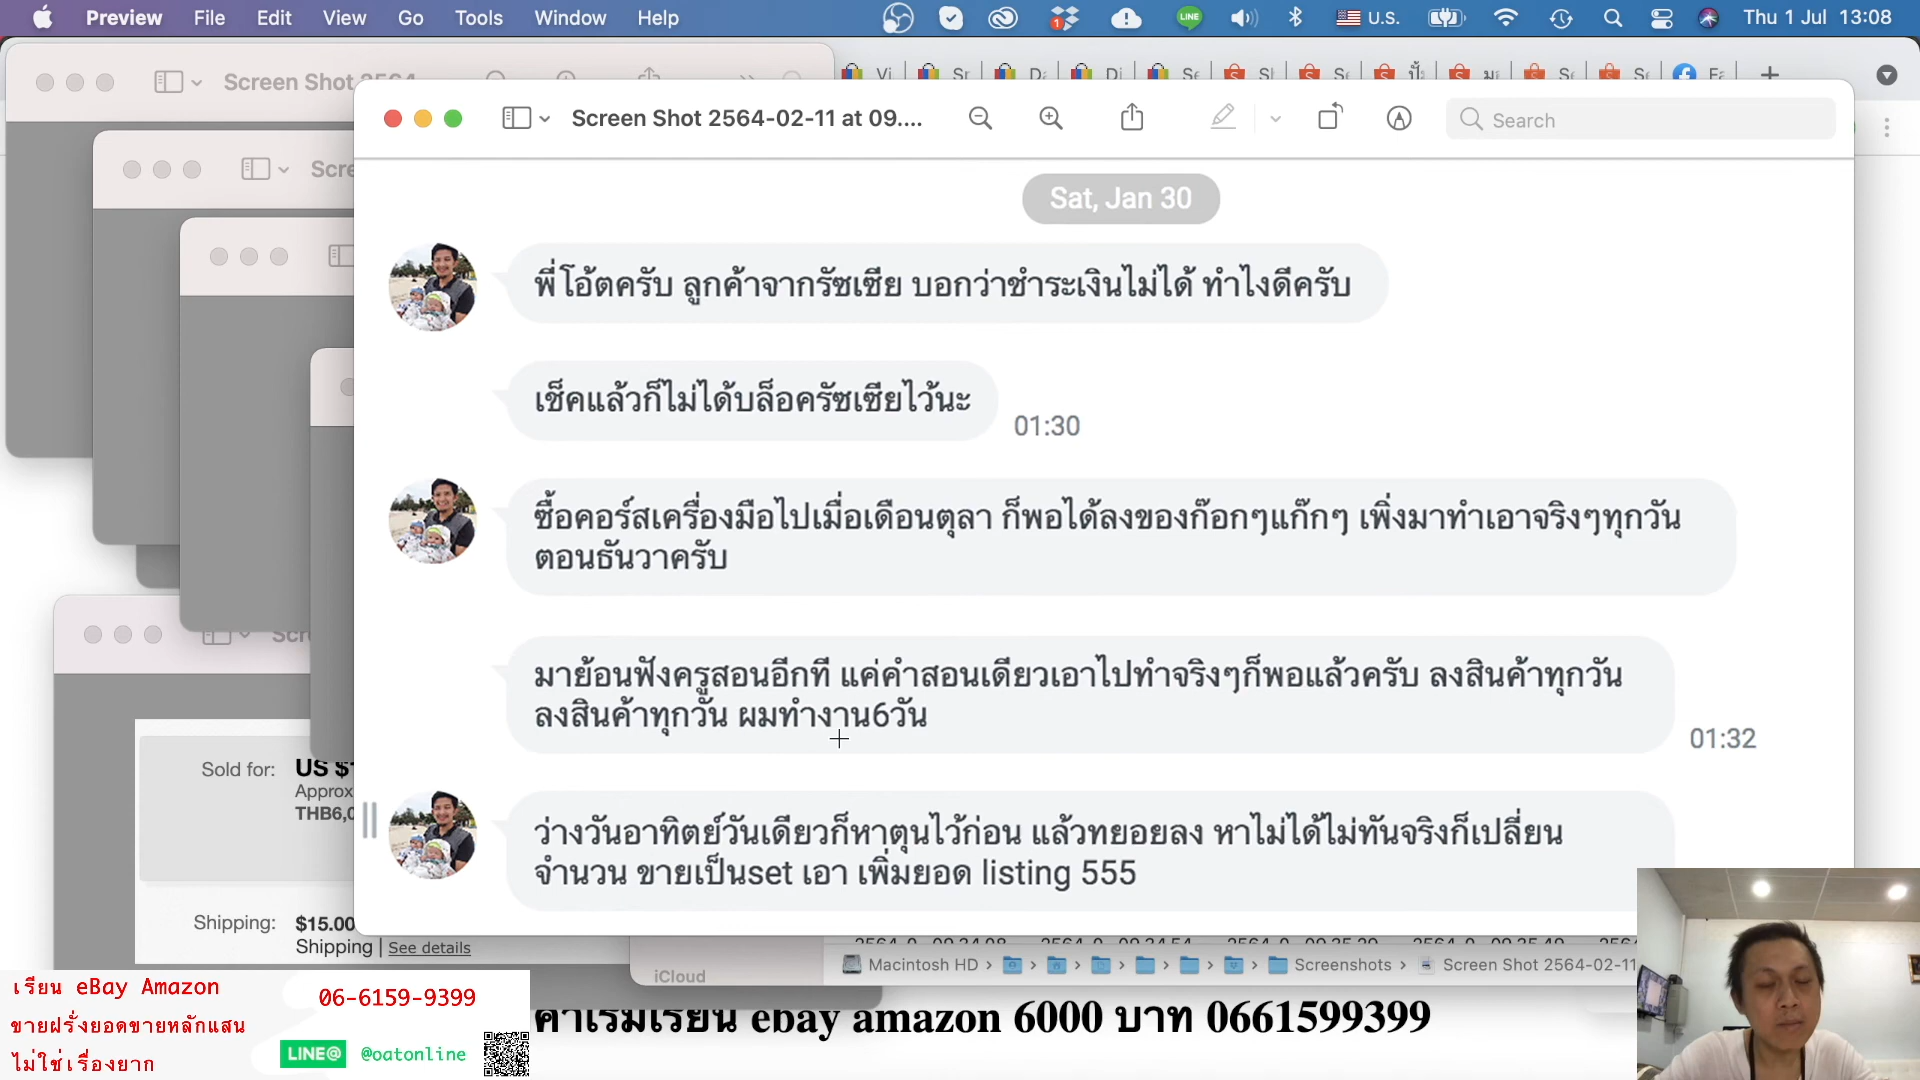 Preview File Edit View Go Tools Window Help
LINE
U.S.
Thu 1 Jul 13:08
Screen Shot 2564
Screen Shot 2564-02-11 at 09....
Search
Sat, Jan 30
พี่โอ้ตครับ ลูกค้าจากรัซเซีย บอกว่าชำระเงินไม่ได้ ทำไงดีครับ
เช็คแล้วก็ไม่ได้บล็อครัซเซียไว้นะ
01:30
ซื้อคอร์สเครื่องมือไปเมื่อเดือนตุลา ก็พอได้ลงของก๊อกๆแก๊กๆ เพิ่งมาทำเอาจริงๆทุกวัน
ตอนธันวาครับ
มาย้อนฟังครูสอนอีกที แค่คำสอนเดียวเอาไปทำจริงๆก็พอแล้วครับ ลงสินค้าทุกวัน
ลงสินค้าทุกวัน ผมทำงาน6วัน
01:32
ว่างวันอาทิตย์วันเดียวก็หาตุนไว้ก่อน แล้วทยอยลง หาไม่ได้ไม่ทันจริงก็เปลี่ยน
จำนวน ขายเป็นset เอา เพิ่มยอด listing 555
Sold for: US $
Approx
THB6,0
Shipping: $15.00
Shipping | See details
iCloud
Macintosh HD
Screenshots
Screen Shot 2564-02-11
เรียน eBay Amazon
ขายฝรั่งยอดขายหลักแสน
ไม่ใช่เรื่องยาก
06-6159-9399
LINE@ @oatonline
ค่าเริ่มเรียน ebay amazon 6000 บาท 0661599399